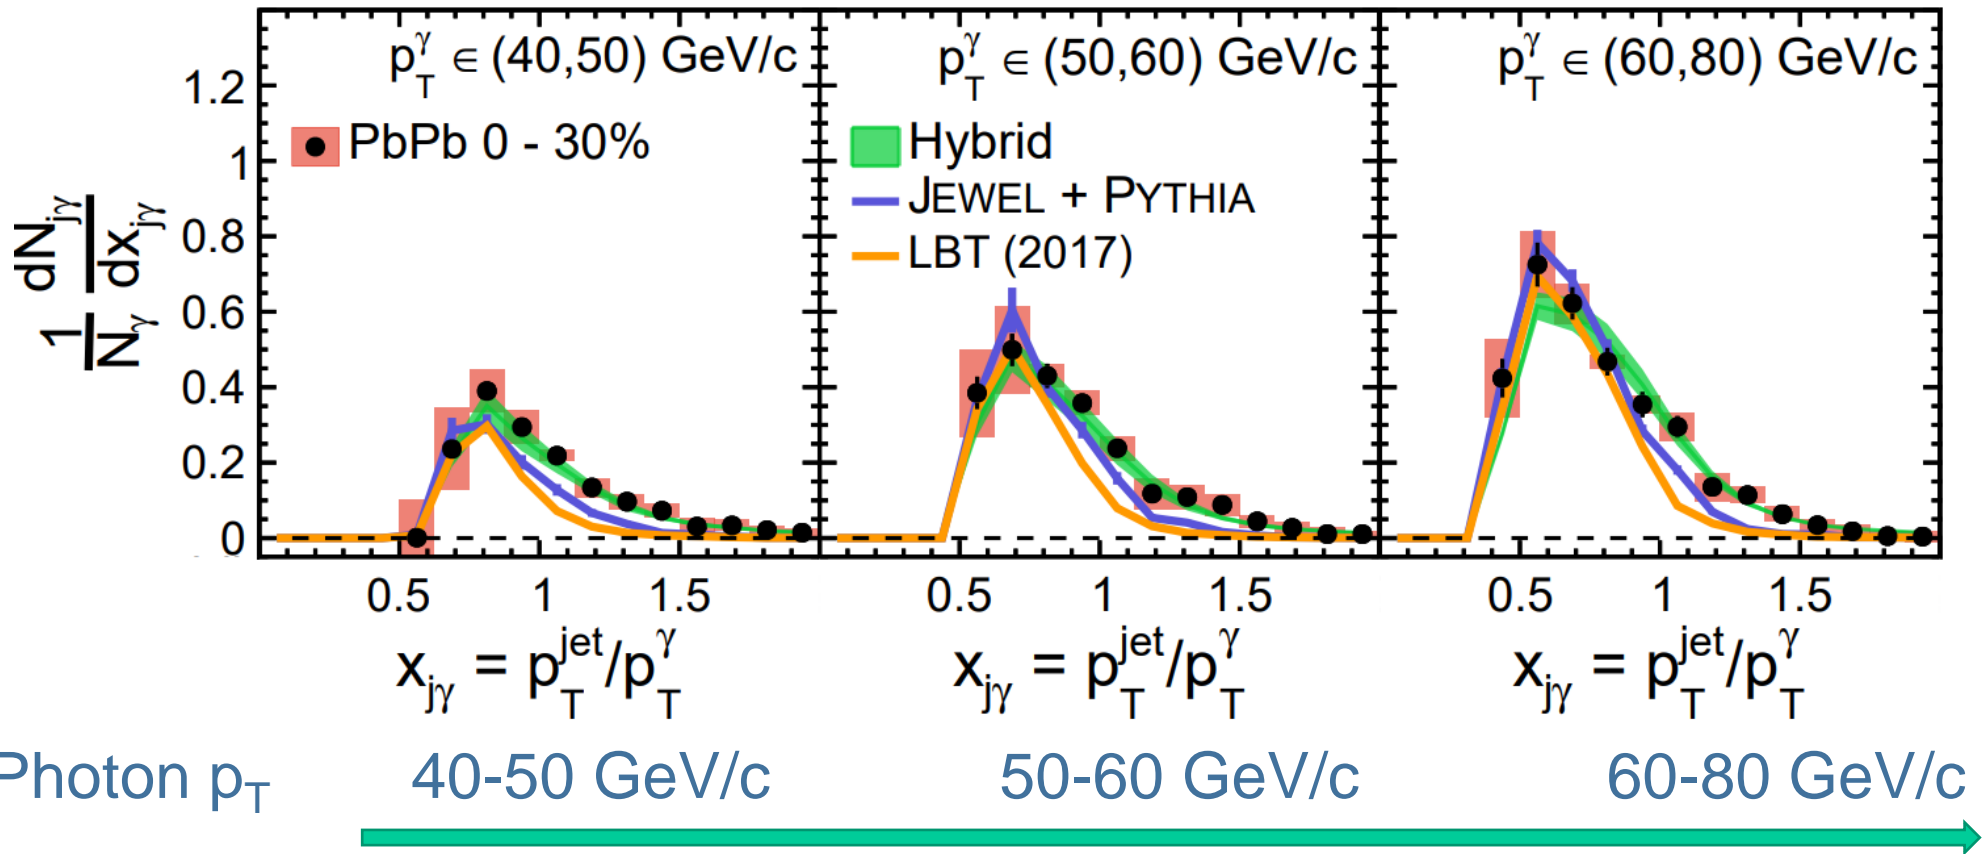 p_T^γ ∈ (40,50) GeV/c
p_T^γ ∈ (50,60) GeV/c
p_T^γ ∈ (60,80) GeV/c
PbPb 0 - 30%
Hybrid
JEWEL + PYTHIA
LBT (2017)
1/N_γ dN_jγ/dx_jγ
1.2
1
0.8
0.6
0.4
0.2
0
0.5 1 1.5
0.5 1 1.5
0.5 1 1.5
x_jγ = p_T^jet/p_T^γ
x_jγ = p_T^jet/p_T^γ
x_jγ = p_T^jet/p_T^γ
Photon p_T 40-50 GeV/c 50-60 GeV/c 60-80 GeV/c